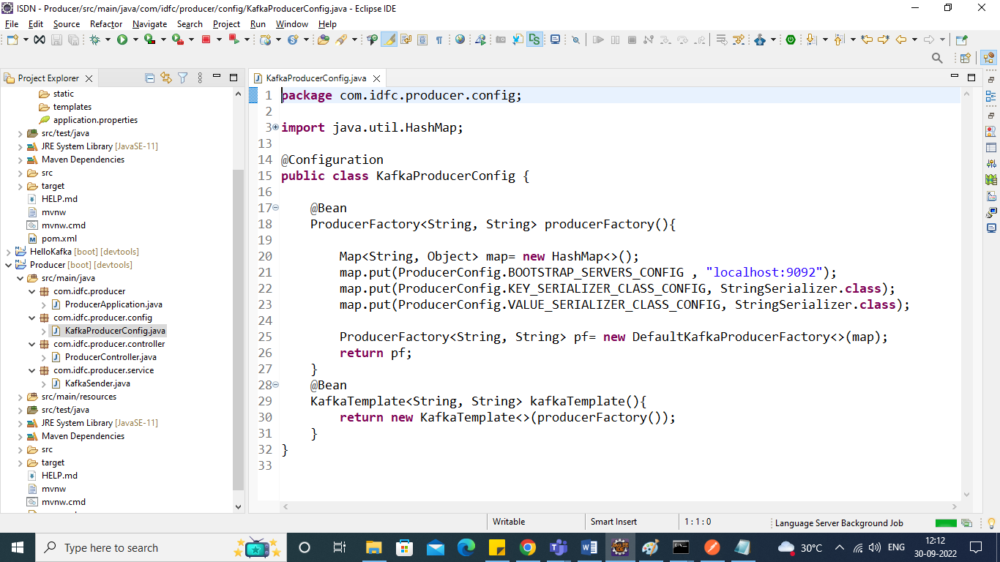 ISDN - Producer/src/main/java/com/idfc/producer/config/KafkaProducerConfig.java - Eclipse IDE
File Edit Source Refactor Navigate Search Project Run Window Help
Project Explorer
static
templates
application.properties
src/test/java
JRE System Library [JavaSE-11]
Maven Dependencies
src
target
HELP.md
mvnw
mvnw.cmd
pom.xml
HelloKafka [boot] [devtools]
Producer [boot] [devtools]
src/main/java
com.idfc.producer
ProducerApplication.java
com.idfc.producer.config
KafkaProducerConfig.java
com.idfc.producer.controller
ProducerController.java
com.idfc.producer.service
KafkaSender.java
src/main/resources
src/test/java
JRE System Library [JavaSE-11]
Maven Dependencies
src
target
HELP.md
mvnw
mvnw.cmd
KafkaProducerConfig.java
1 package com.idfc.producer.config;
2
3 import java.util.HashMap;
13
14 @Configuration
15 public class KafkaProducerConfig {
16
17 @Bean
18 ProducerFactory<String, String> producerFactory(){
19
20 Map<String, Object> map= new HashMap<>();
21 map.put(ProducerConfig.BOOTSTRAP_SERVERS_CONFIG , "localhost:9092");
22 map.put(ProducerConfig.KEY_SERIALIZER_CLASS_CONFIG, StringSerializer.class);
23 map.put(ProducerConfig.VALUE_SERIALIZER_CLASS_CONFIG, StringSerializer.class);
24
25 ProducerFactory<String, String> pf= new DefaultKafkaProducerFactory<>(map);
26 return pf;
27 }
28 @Bean
29 KafkaTemplate<String, String> kafkaTemplate(){
30 return new KafkaTemplate<>(producerFactory());
31 }
32 }
33
Writable Smart Insert 1 : 1 : 0 Language Server Background Job
Type here to search
30°C ENG 12:12
30-09-2022